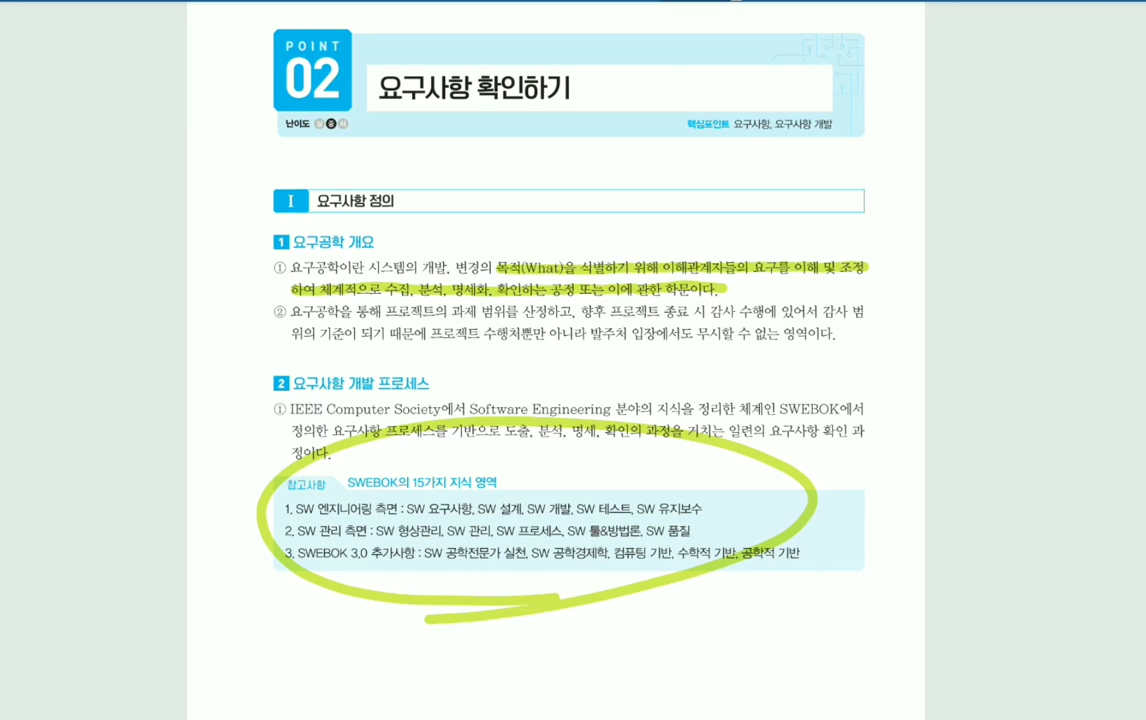 POINT
02
요구사항 확인하기
난이도 상 중 하
핵심포인트 요구사항, 요구사항 개발
I 요구사항 정의
1 요구공학 개요
① 요구공학이란 시스템의 개발, 변경의 목적(What)을 식별하기 위해 이해관계자들의 요구를 이해 및 조정
하여 체계적으로 수집, 분석, 명세화, 확인하는 공정 또는 이에 관한 학문이다.
② 요구공학을 통해 프로젝트의 과제 범위를 산정하고, 향후 프로젝트 종료 시 감사 수행에 있어서 감사 범
위의 기준이 되기 때문에 프로젝트 수행처뿐만 아니라 발주처 입장에서도 무시할 수 없는 영역이다.
2 요구사항 개발 프로세스
① IEEE Computer Society에서 Software Engineering 분야의 지식을 정리한 체계인 SWEBOK에서
정의한 요구사항 프로세스를 기반으로 도출, 분석, 명세, 확인의 과정을 거치는 일련의 요구사항 확인 과
정이다.
참고사항 SWEBOK의 15가지 지식 영역
1. SW 엔지니어링 측면 : SW 요구사항, SW 설계, SW 개발, SW 테스트, SW 유지보수
2. SW 관리 측면 : SW 형상관리, SW 관리, SW 프로세스, SW 툴&방법론, SW 품질
3. SWEBOK 3.0 추가사항 : SW 공학전문가 실천, SW 공학경제학, 컴퓨팅 기반, 수학적 기반, 공학적 기반